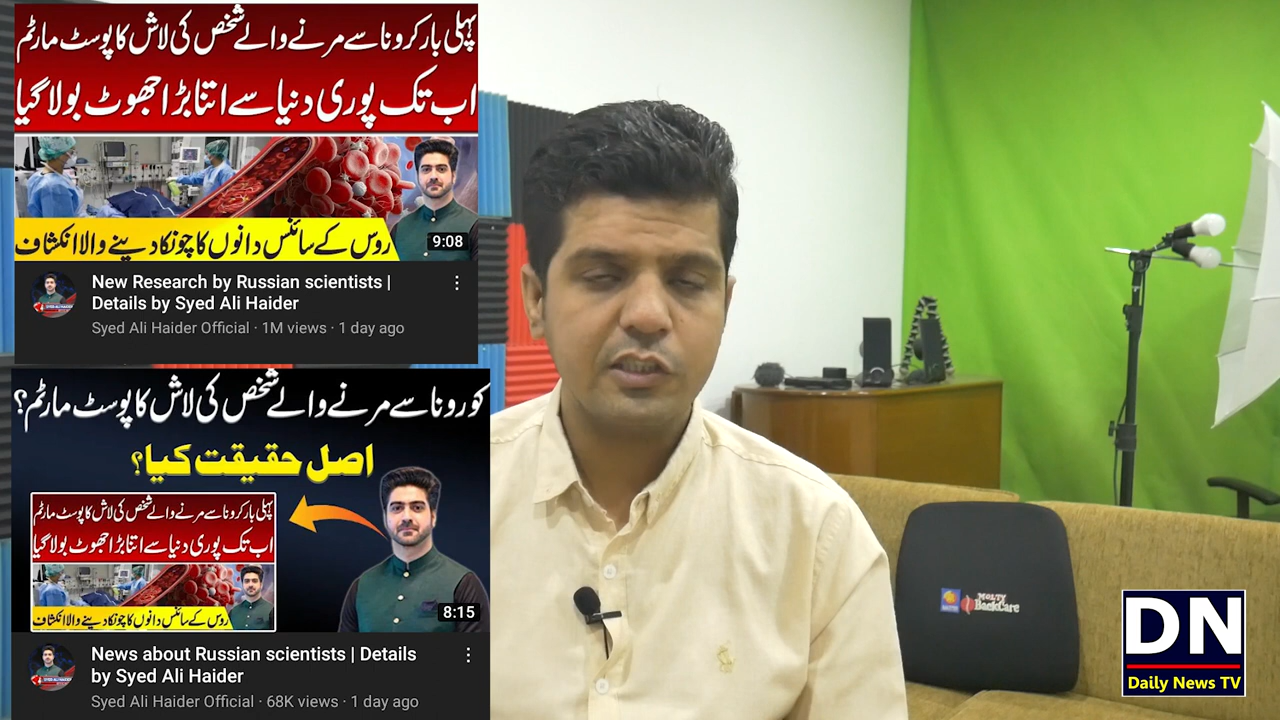 پہلی بار کرونا سے مرنے والے شخص کی لاش کا پوسٹ مارٹم
اب تک پوری دنیا سے اتنا بڑا جھوٹ بولا گیا
روس کے سائنس دانوں کا چونکا دینے والا انکشاف
9:08
New Research by Russian scientists |
Details by Syed Ali Haider
Syed Ali Haider Official · 1M views · 1 day ago
کورونا سے مرنے والے شخص کی لاش کا پوسٹ مارٹم؟
اصل حقیقت کیا؟
پہلی بار کرونا سے مرنے والے شخص کی لاش کا پوسٹ مارٹم
اب تک پوری دنیا سے اتنا بڑا جھوٹ بولا گیا
روس کے سائنس دانوں کا چونکا دینے والا انکشاف
8:15
News about Russian scientists | Details
by Syed Ali Haider
Syed Ali Haider Official · 68K views · 1 day ago
MOLTY
BackCare
DN
Daily News TV